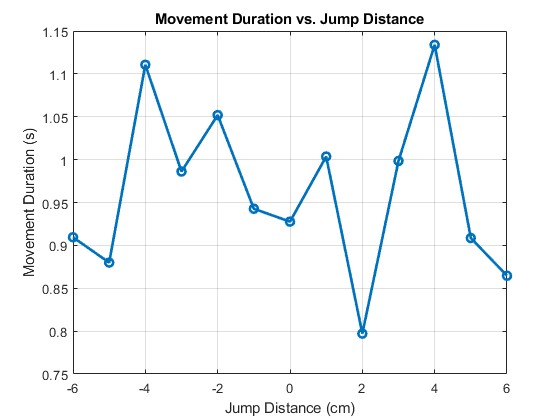 Movement Duration vs. Jump Distance
1.15
1.1
1.05
1
0.95
0.9
0.85
0.8
0.75
Movement Duration (s)
-6 -4 -2 0 2 4 6
Jump Distance (cm)